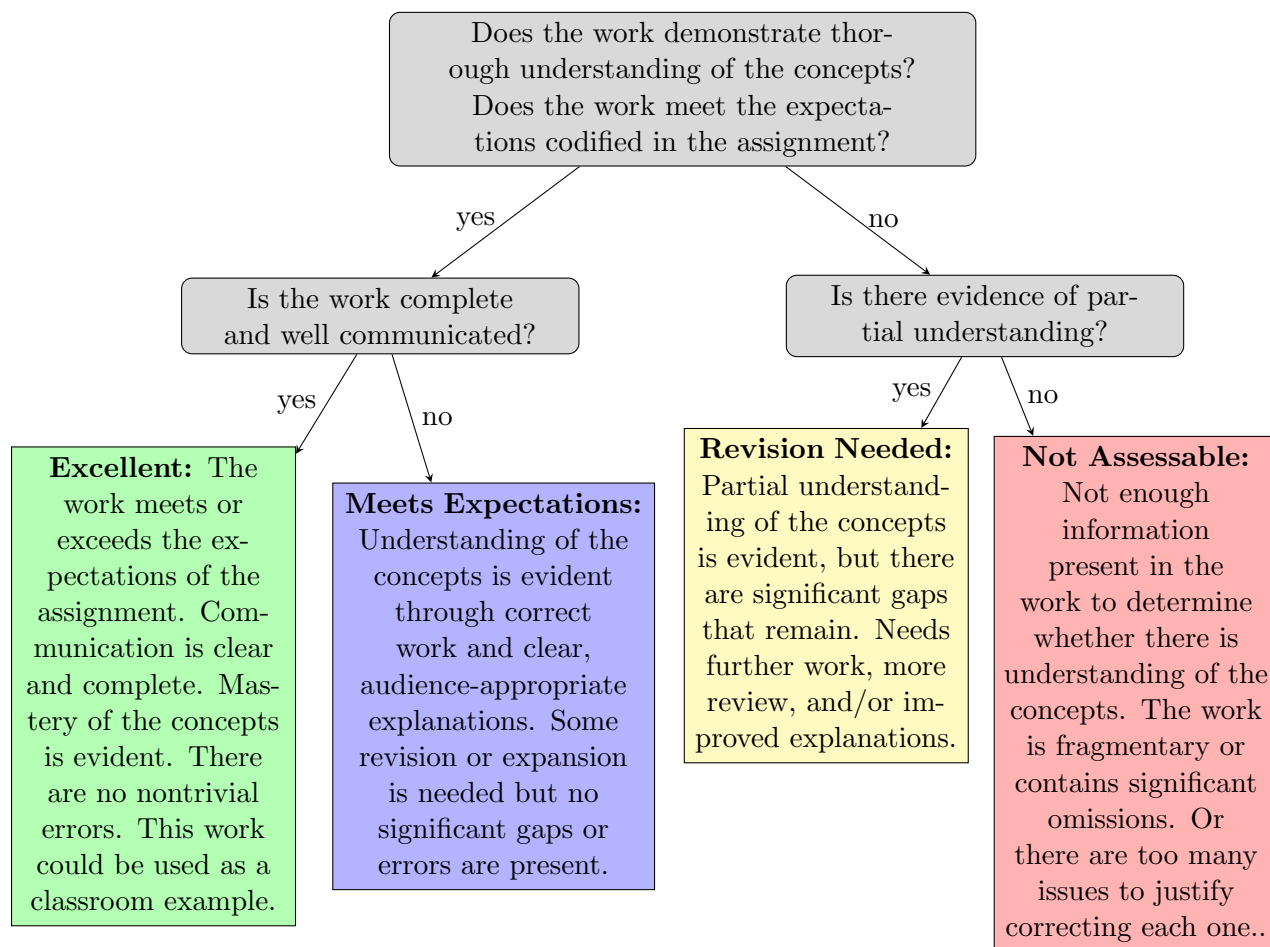 Does the work demonstrate thor-
ough understanding of the concepts?
Does the work meet the expecta-
tions codified in the assignment?
yes
no
Is the work complete
and well communicated?
Is there evidence of par-
tial understanding?
yes
no
yes
no
Excellent: The
work meets or
exceeds the ex-
pectations of the
assignment. Com-
munication is clear
and complete. Mas-
tery of the concepts
is evident. There
are no nontrivial
errors. This work
could be used as a
classroom example.
Meets Expectations:
Understanding of the
concepts is evident
through correct
work and clear,
audience-appropriate
explanations. Some
revision or expansion
is needed but no
significant gaps or
errors are present.
Revision Needed:
Partial understand-
ing of the concepts
is evident, but there
are significant gaps
that remain. Needs
further work, more
review, and/or im-
proved explanations.
Not Assessable:
Not enough
information
present in the
work to determine
whether there is
understanding of the
concepts. The work
is fragmentary or
contains significant
omissions. Or
there are too many
issues to justify
correcting each one..